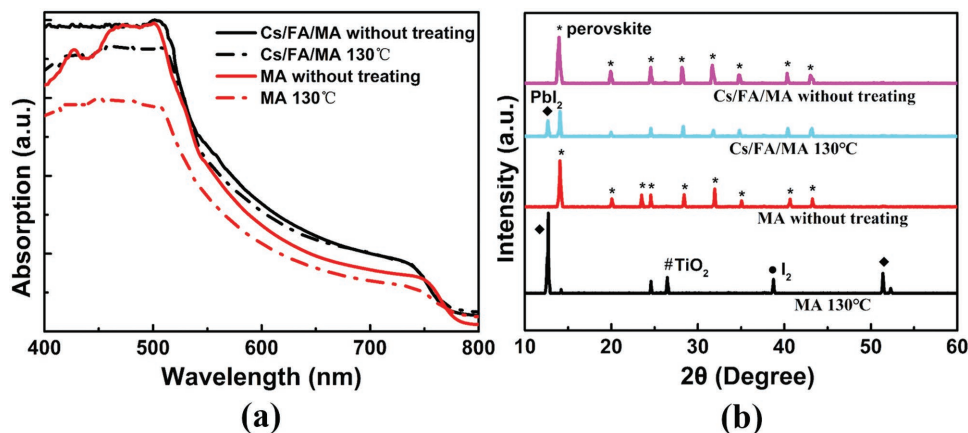 Absorption (a.u.)
Cs/FA/MA without treating
Cs/FA/MA 130℃
MA without treating
MA 130℃
400 500 600 700 800
Wavelength (nm)
(a)
Intensity (a.u.)
* perovskite
* * * * * * *
Cs/FA/MA without treating
PbI₂
◆
Cs/FA/MA 130℃
*
* * * * * * * *
MA without treating
◆ #TiO₂ ● I₂ ◆
MA 130℃
10 20 30 40 50 60
2θ (Degree)
(b)